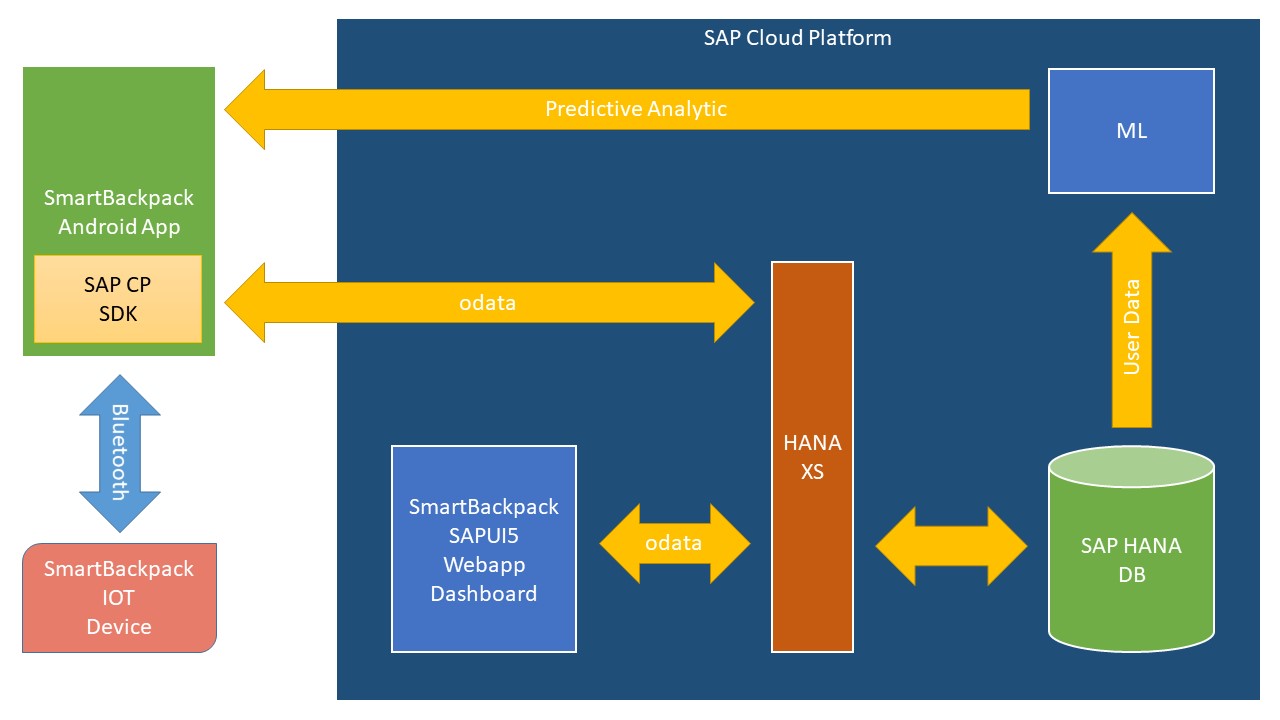 SAP Cloud Platform
Predictive Analytic
ML
SmartBackpack
Android App
SAP CP
SDK
odata
User Data
Bluetooth
HANA
XS
SmartBackpack
SAPUI5
Webapp
Dashboard
odata
SAP HANA
DB
SmartBackpack
IOT
Device